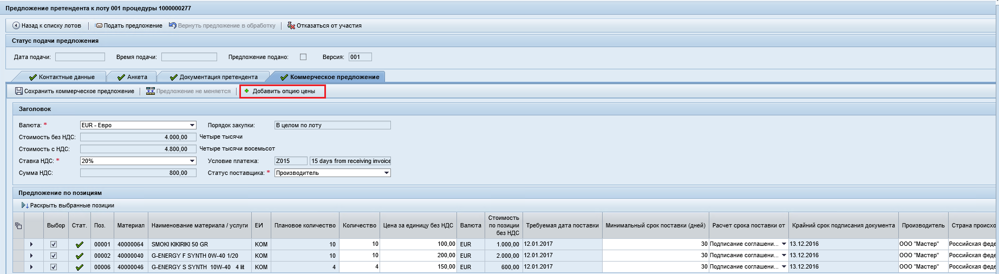 Предложение претендента к лоту 001 процедуры 1000000277
Назад к списку лотов Подать предложение Вернуть предложение в обработку Отказаться от участия
Статус подачи предложения
Дата подачи: Время подачи: Предложение подано: Версия: 001
Контактные данные Анкета Документация претендента Коммерческое предложение
Сохранить коммерческое предложение Предложение не меняется Добавить опцию цены
Заголовок
Валюта: * EUR - Евро Порядок закупки: В целом по лоту
Стоимость без НДС: 4.000,00 Четыре тысячи
Стоимость с НДС: 4.800,00 Четыре тысячи восемьсот
Ставка НДС: * 20% Условие платежа: Z015 15 days from receiving invoice
Сумма НДС: 800,00 Статус поставщика: * Производитель
Предложение по позициям
Раскрыть выбранные позиции
Выбор Стат. Поз. Материал Наименование материала / услуги ЕИ Плановое количество Количество Цена за единицу без НДС Валюта Стоимость по позиции без НДС Требуемая дата поставки Минимальный срок поставки (дней) Расчет срока поставки от Крайний срок подписания документа Производитель Страна происхо
00001 40000064 SMOKI KIKIRIKI 50 GR KOM 10 10 100,00 EUR 1.000,00 12.01.2017 30 Подписание соглашени... 13.12.2016 ООО "Мастер" Российская феде
00002 40000040 G-ENERGY F SYNTH 0W-40 1/20 KOM 10 10 200,00 EUR 2.000,00 12.01.2017 30 Подписание соглашени... 13.12.2016 ООО "Мастер" Российская феде
00006 40000046 G-ENERGY S SYNTH 10W-40 4 lit KOM 4 4 150,00 EUR 600,00 12.01.2017 30 Подписание соглашени... 13.12.2016 ООО "Мастер" Российская феде